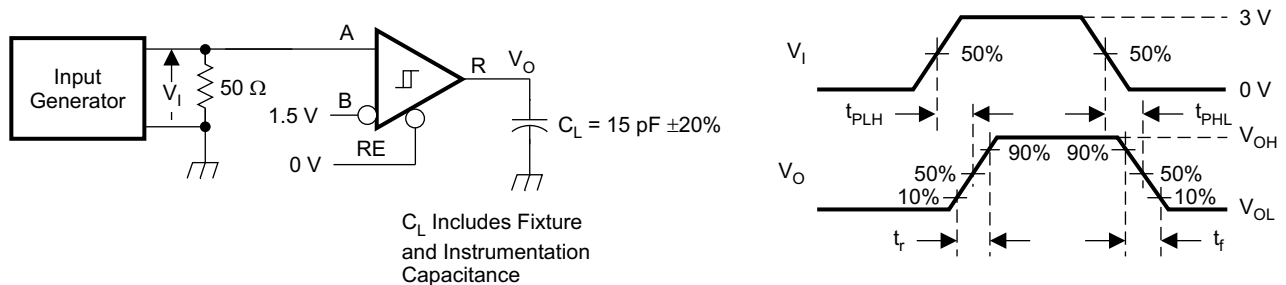 Input
Generator
V_I
50 Ω
A
B
1.5 V
RE
0 V
R
V_O
C_L = 15 pF ±20%
C_L Includes Fixture
and Instrumentation
Capacitance
V_I
50%
50%
3 V
0 V
t_PLH
t_PHL
V_O
90%
90%
50%
50%
10%
10%
V_OH
V_OL
t_r
t_f